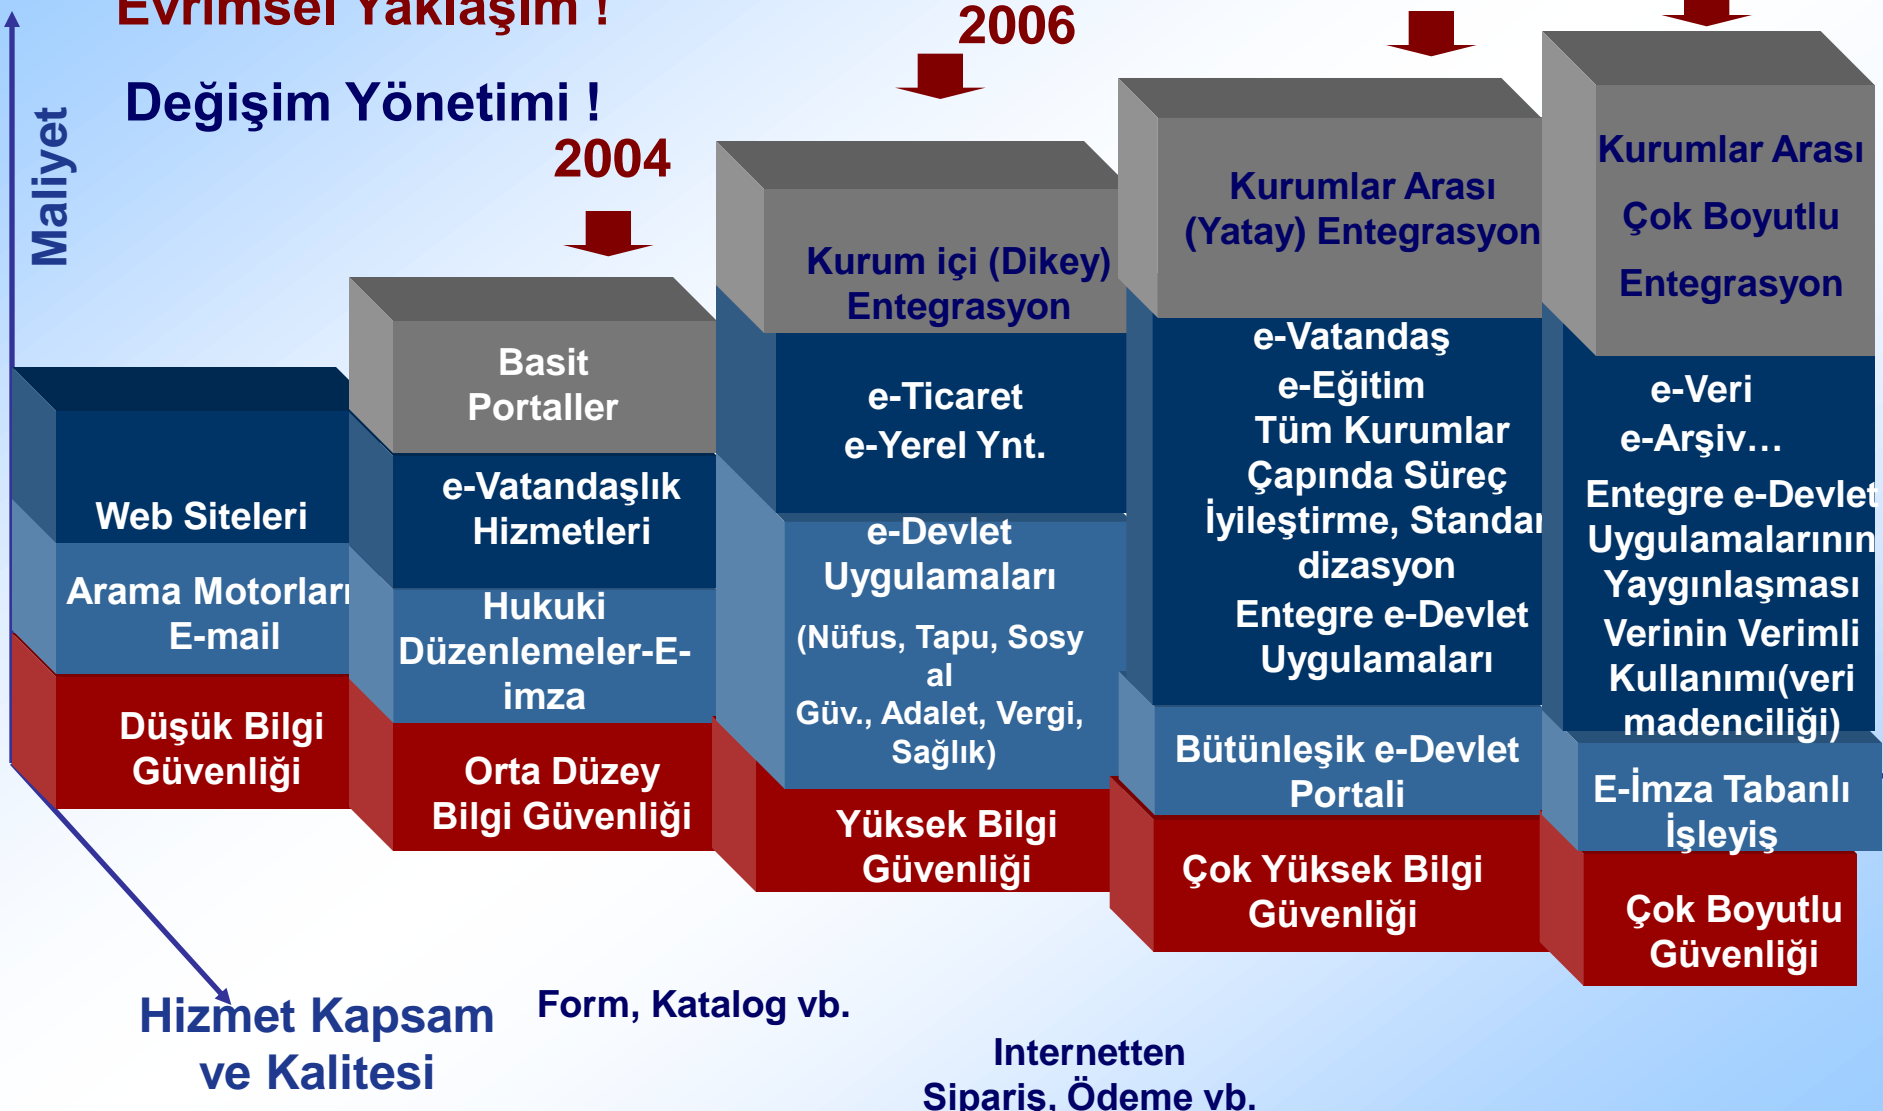 Evrimsel Yaklaşım !
Değişim Yönetimi !
Maliyet
2004
2006
Web Siteleri
Arama Motorları
E-mail
Düşük Bilgi
Güvenliği
Basit
Portaller
e-Vatandaşlık
Hizmetleri
Hukuki
Düzenlemeler-E-
imza
Orta Düzey
Bilgi Güvenliği
Kurum içi (Dikey)
Entegrasyon
e-Ticaret
e-Yerel Ynt.
e-Devlet
Uygulamaları
(Nüfus, Tapu, Sosy
al
Güv., Adalet, Vergi,
Sağlık)
Yüksek Bilgi
Güvenliği
Kurumlar Arası
(Yatay) Entegrasyon
e-Vatandaş
e-Eğitim
Tüm Kurumlar
Çapında Süreç
İyileştirme, Standar
dizasyon
Entegre e-Devlet
Uygulamaları
Bütünleşik e-Devlet
Portali
Çok Yüksek Bilgi
Güvenliği
Kurumlar Arası
Çok Boyutlu
Entegrasyon
e-Veri
e-Arşiv…
Entegre e-Devlet
Uygulamalarının
Yaygınlaşması
Verinin Verimli
Kullanımı(veri
madenciliği)
E-İmza Tabanlı
İşleyiş
Çok Boyutlu
Güvenliği
Hizmet Kapsam
ve Kalitesi
Form, Katalog vb.
Internetten
Sipariş, Ödeme vb.